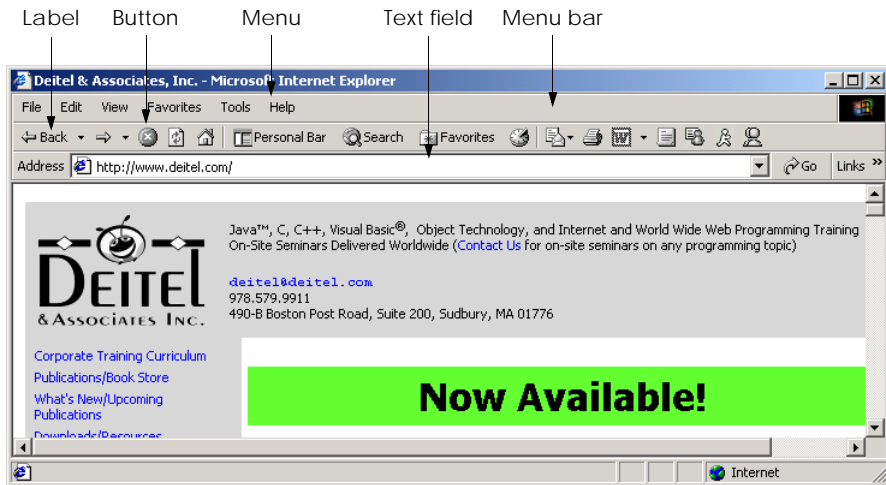 Label Button Menu Text field Menu bar
Deitel & Associates, Inc. - Microsoft Internet Explorer
File Edit View Favorites Tools Help
Back Personal Bar Search Favorites
Address http://www.deitel.com/ Go Links »
DEITEL
& ASSOCIATES INC.
Java™, C, C++, Visual Basic®, Object Technology, and Internet and World Wide Web Programming Training
On-Site Seminars Delivered Worldwide (Contact Us for on-site seminars on any programming topic)
deitel@deitel.com
978.579.9911
490-B Boston Post Road, Suite 200, Sudbury, MA 01776
Corporate Training Curriculum
Publications/Book Store
What's New/Upcoming
Publications
Downloads/Resources
Now Available!
Internet